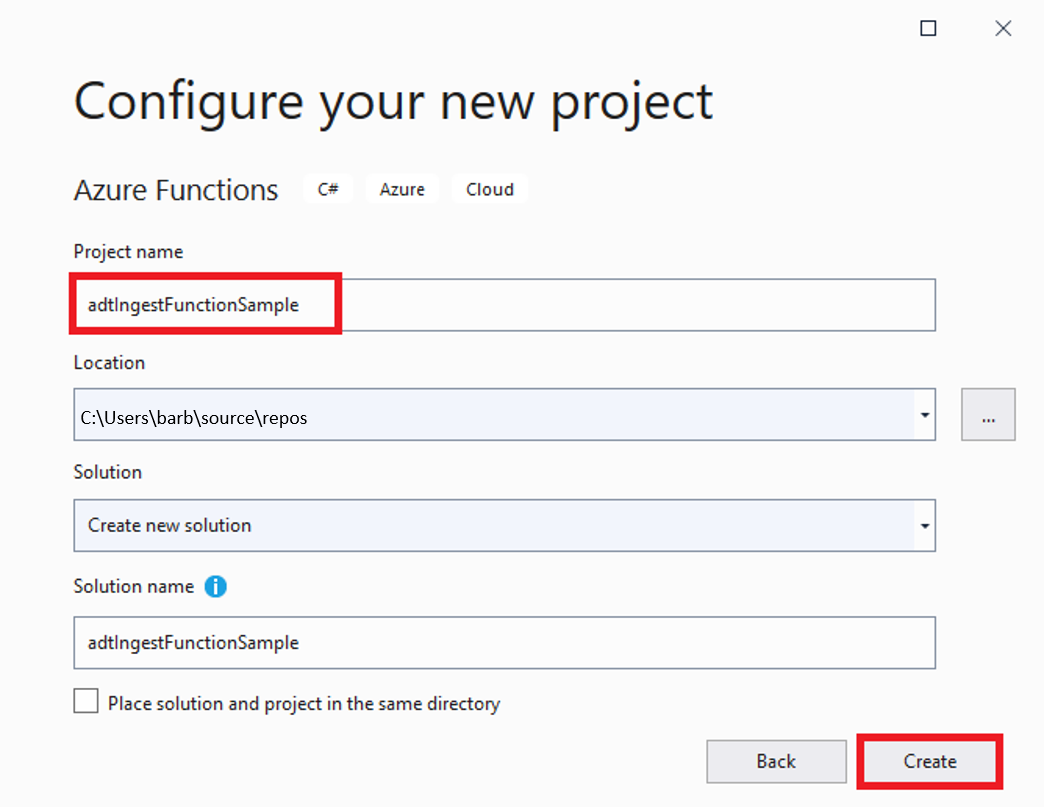 Configure your new project
Azure Functions C# Azure Cloud
Project name
adtIngestFunctionSample
Location
C:\Users\barb\source\repos
...
Solution
Create new solution
Solution name
adtIngestFunctionSample
Place solution and project in the same directory
Back Create